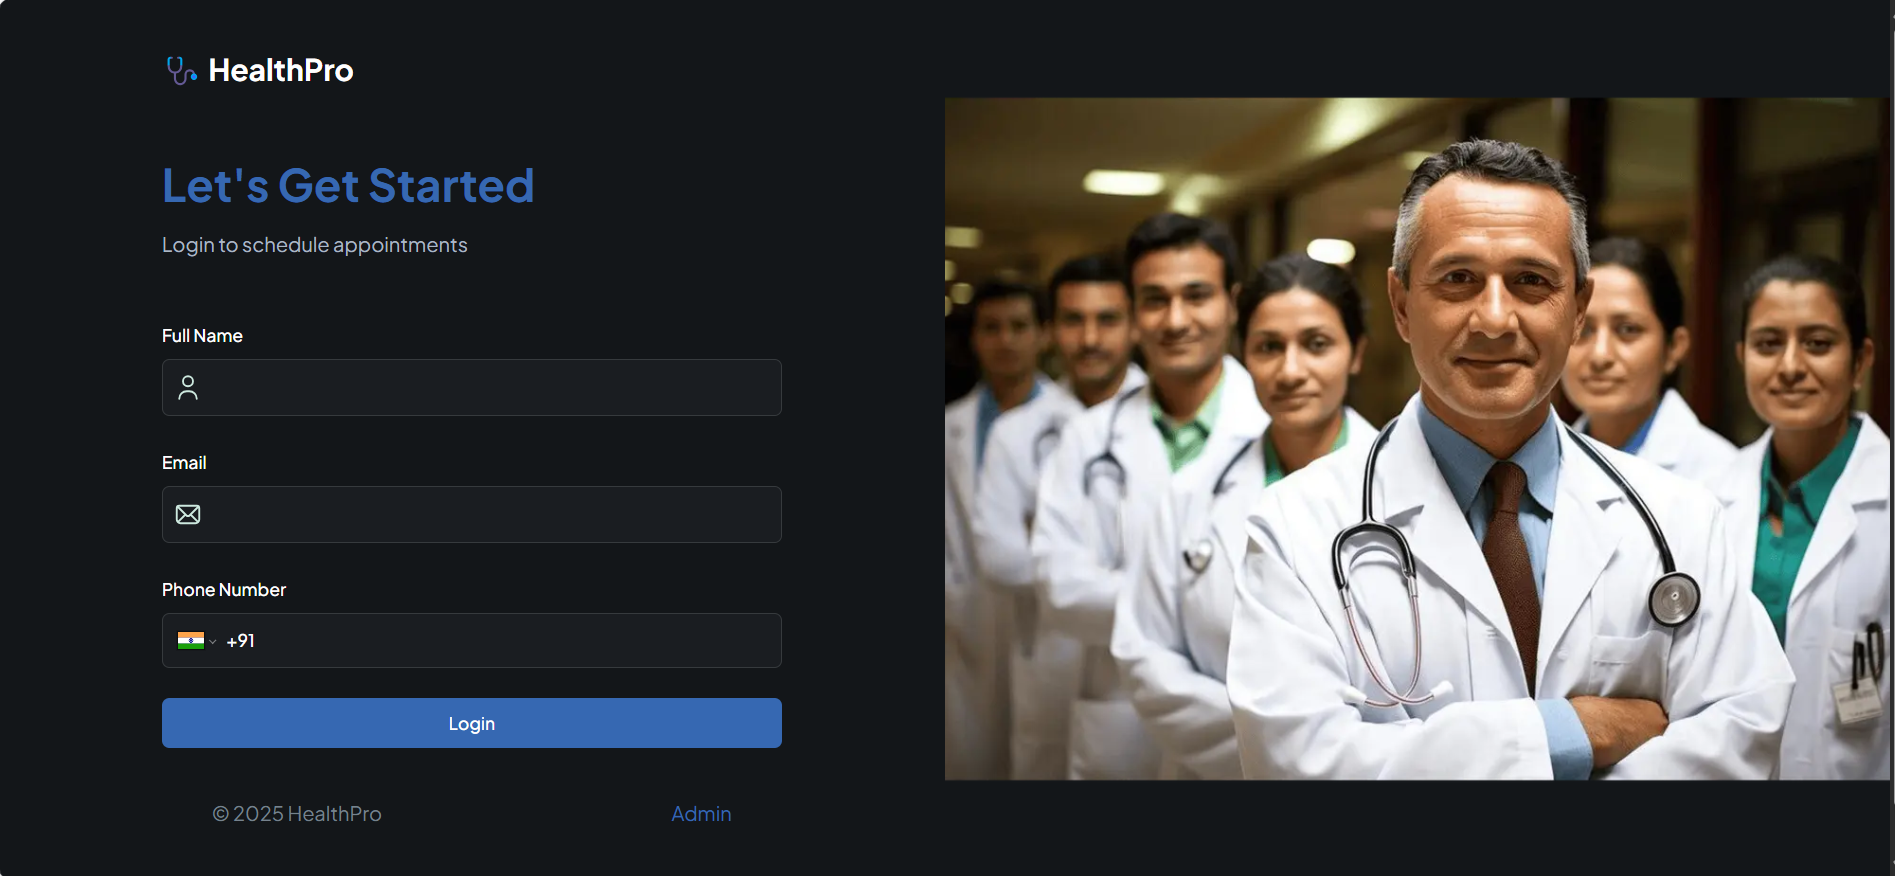 HealthPro
Let's Get Started
Login to schedule appointments
Full Name
Email
Phone Number
+91
Login
© 2025 HealthPro
Admin